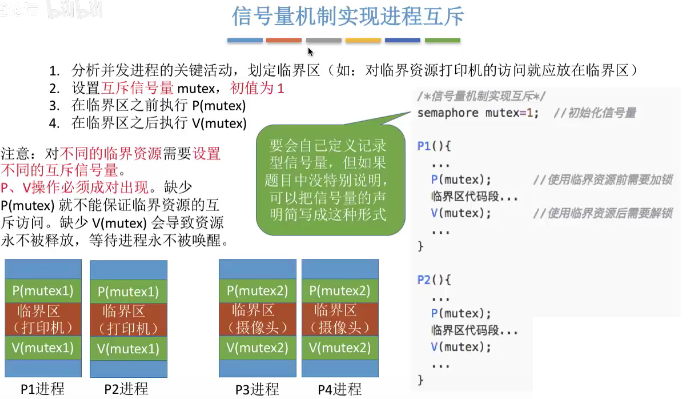 bilibili
信号量机制实现进程互斥
1. 分析并发进程的关键活动，划定临界区（如：对临界资源打印机的访问就应放在临界区）
2. 设置互斥信号量 mutex，初值为 1
3. 在临界区之前执行 P(mutex)
4. 在临界区之后执行 V(mutex)
注意：对不同的临界资源需要设置
不同的互斥信号量。
P、V操作必须成对出现。缺少
P(mutex) 就不能保证临界资源的互
斥访问。缺少 V(mutex) 会导致资源
永不被释放，等待进程永不被唤醒。
要会自己定义记录
型信号量，但如果
题目中没特别说明，
可以把信号量的声
明简写成这种形式
/*信号量机制实现互斥*/
semaphore mutex=1; //初始化信号量
P1(){
...
P(mutex); //使用临界资源前需要加锁
临界区代码段...
V(mutex); //使用临界资源后需要解锁
...
}
P2(){
...
P(mutex);
临界区代码段...
V(mutex);
...
}
P(mutex1)
临界区
（打印机）
V(mutex1)
P1进程
P(mutex1)
临界区
（打印机）
V(mutex1)
P2进程
P(mutex2)
临界区
（摄像头）
V(mutex2)
P3进程
P(mutex2)
临界区
（摄像头）
V(mutex2)
P4进程